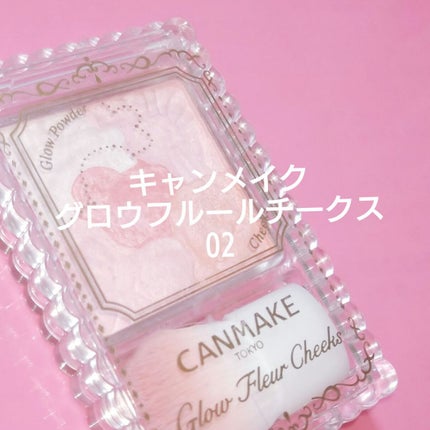 Glow Powder
キャンメイク
グロウフルールチークス
02
CANMAKE
TOKYO
Glow Fleur Cheeks